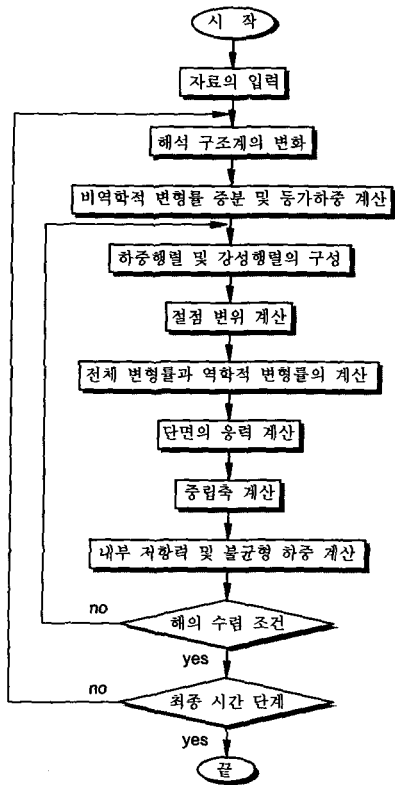 시 작
자료의 입력
해석 구조계의 변화
비역학적 변형률 증분 및 등가하중 계산
하중행렬 및 강성행렬의 구성
절점 변위 계산
전체 변형률과 역학적 변형률의 계산
단면의 응력 계산
중립축 계산
내부 저항력 및 불균형 하중 계산
no
해의 수렴 조건
yes
no
최종 시간 단계
yes
끝